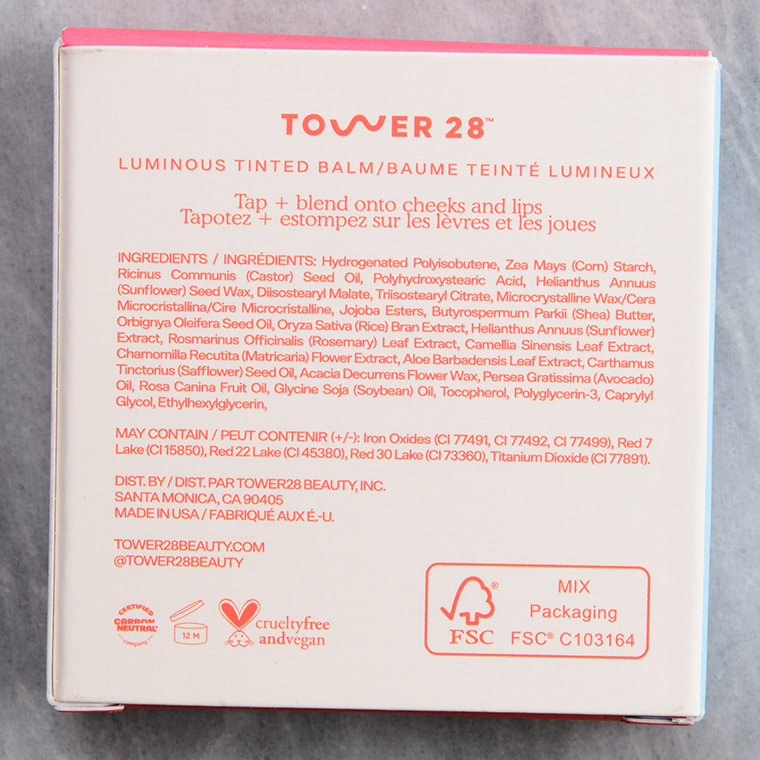 TOWER 28™
LUMINOUS TINTED BALM/BAUME TEINTÉ LUMINEUX
Tap + blend onto cheeks and lips
Tapotez + estompez sur les lèvres et les joues
INGREDIENTS / INGRÉDIENTS: Hydrogenated Polyisobutene, Zea Mays (Corn) Starch,
Ricinus Communis (Castor) Seed Oil, Polyhydroxystearic Acid, Helianthus Annuus
(Sunflower) Seed Wax, Diisostearyl Malate, Triisostearyl Citrate, Microcrystalline Wax/Cera
Microcristallina/Cire Microcristalline, Jojoba Esters, Butyrospermum Parkii (Shea) Butter,
Orbignya Oleifera Seed Oil, Oryza Sativa (Rice) Bran Extract, Helianthus Annuus (Sunflower)
Extract, Rosmarinus Officinalis (Rosemary) Leaf Extract, Camellia Sinensis Leaf Extract,
Chamomilla Recutita (Matricaria) Flower Extract, Aloe Barbadensis Leaf Extract, Carthamus
Tinctorius (Safflower) Seed Oil, Acacia Decurrens Flower Wax, Persea Gratissima (Avocado)
Oil, Rosa Canina Fruit Oil, Glycine Soja (Soybean) Oil, Tocopherol, Polyglycerin-3, Caprylyl
Glycol, Ethylhexylglycerin,
MAY CONTAIN / PEUT CONTENIR (+/-): Iron Oxides (CI 77491, CI 77492, CI 77499), Red 7
Lake (CI 15850), Red 22 Lake (CI 45380), Red 30 Lake (CI 73360), Titanium Dioxide (CI 77891).
DIST. BY / DIST. PAR TOWER28 BEAUTY, INC.
SANTA MONICA, CA 90405
MADE IN USA / FABRIQUÉ AUX É.-U.
TOWER28BEAUTY.COM
@TOWER28BEAUTY
CERTIFIED
CARBON
NEUTRAL®
company
12 M
crueltyfree
andvegan
®
FSC
MIX
Packaging
FSC® C103164